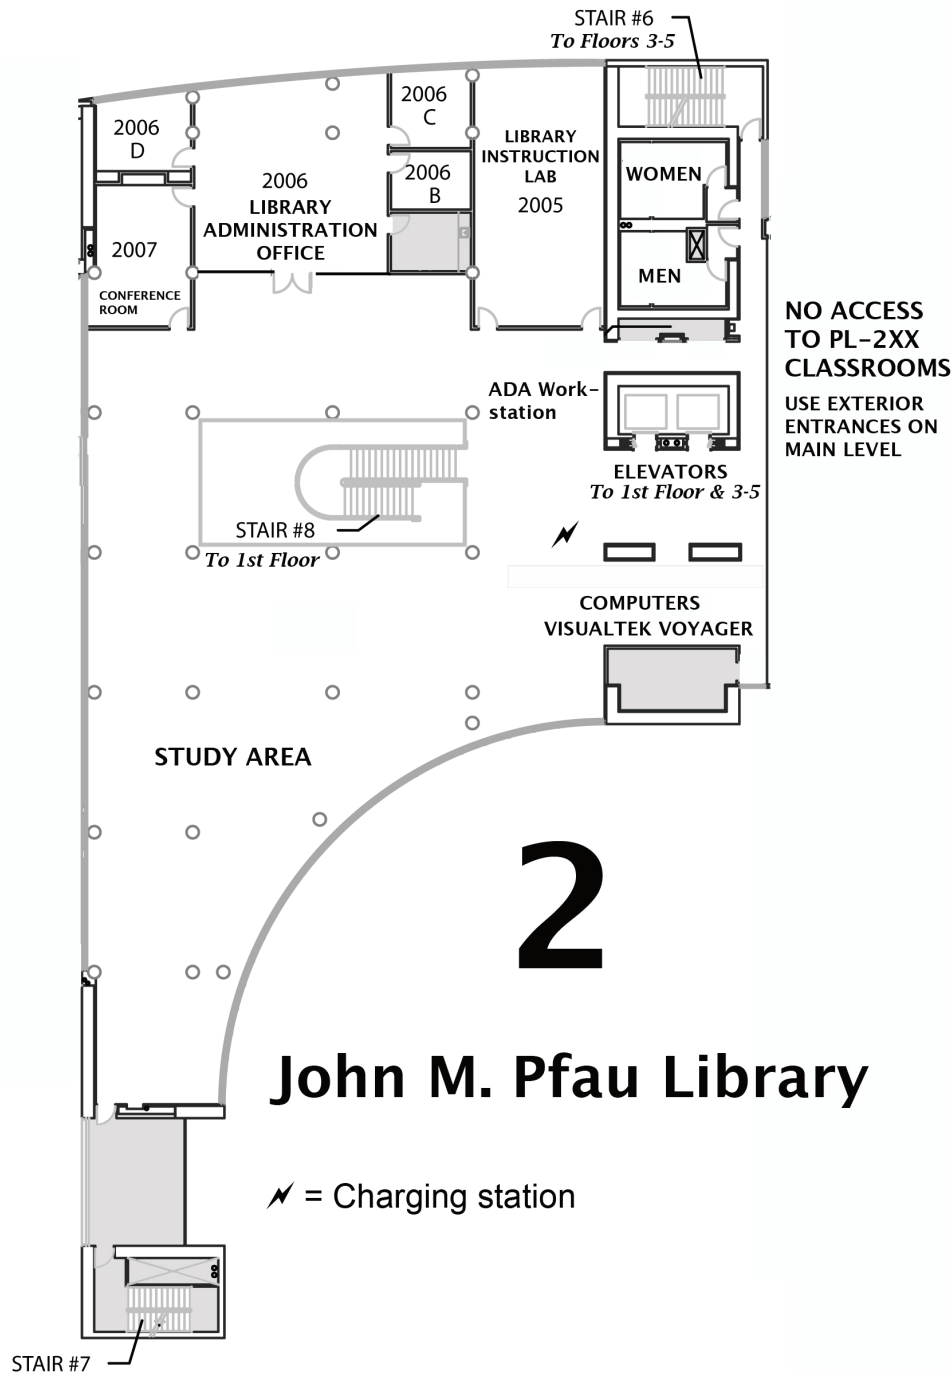 STAIR #6
To Floors 3-5
2006
D
2006
C
LIBRARY
INSTRUCTION
LAB
2005
2006
B
2006
LIBRARY
ADMINISTRATION
OFFICE
WOMEN
MEN
2007
CONFERENCE
ROOM
NO ACCESS
TO PL-2XX
CLASSROOMS
USE EXTERIOR
ENTRANCES ON
MAIN LEVEL
ADA Work-
station
ELEVATORS
To 1st Floor & 3-5
STAIR #8
To 1st Floor
COMPUTERS
VISUALTEK VOYAGER
STUDY AREA
2
John M. Pfau Library
= Charging station
STAIR #7